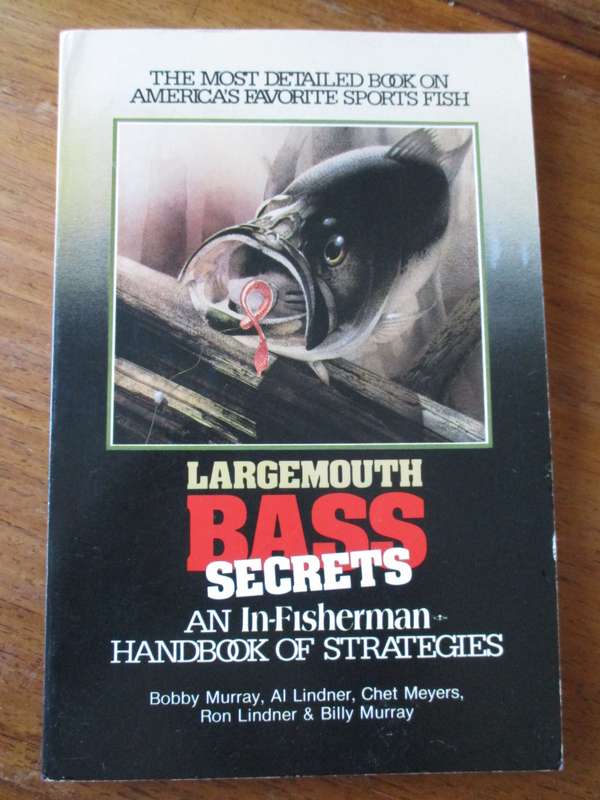 THE MOST DETAILED BOOK ON
AMERICA'S FAVORITE SPORTS FISH
LARGEMOUTH
BASS
SECRETS
AN In-Fisherman
HANDBOOK OF STRATEGIES
Bobby Murray, Al Lindner, Chet Meyers,
Ron Lindner & Billy Murray